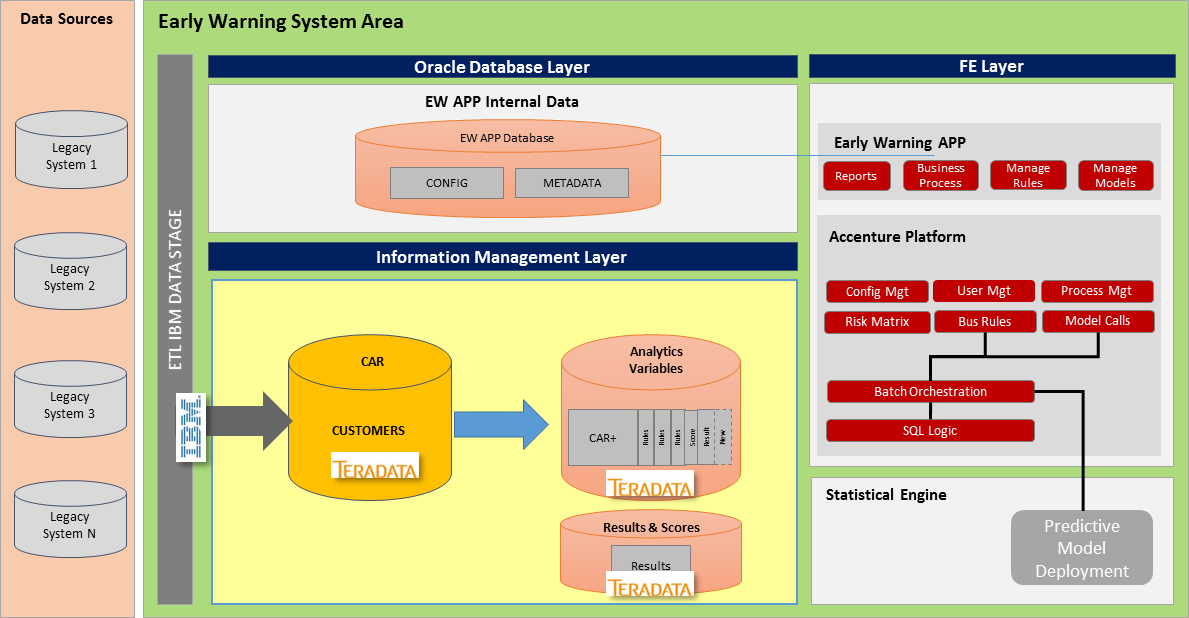 Data Sources
Legacy
System 1
Legacy
System 2
Legacy
System 3
Legacy
System N
Early Warning System Area
ETL IBM DATA STAGE
IBM
Oracle Database Layer
EW APP Internal Data
EW APP Database
CONFIG
METADATA
Information Management Layer
CAR
CUSTOMERS
TERADATA
Analytics
Variables
CAR+
Rules
Rules
Rules
Score
Result
New
TERADATA
Results & Scores
Results
TERADATA
FE Layer
Early Warning APP
Reports
Business
Process
Manage
Rules
Manage
Models
Accenture Platform
Config Mgt
User Mgt
Process Mgt
Risk Matrix
Bus Rules
Model Calls
Batch Orchestration
SQL Logic
Statistical Engine
Predictive
Model
Deployment